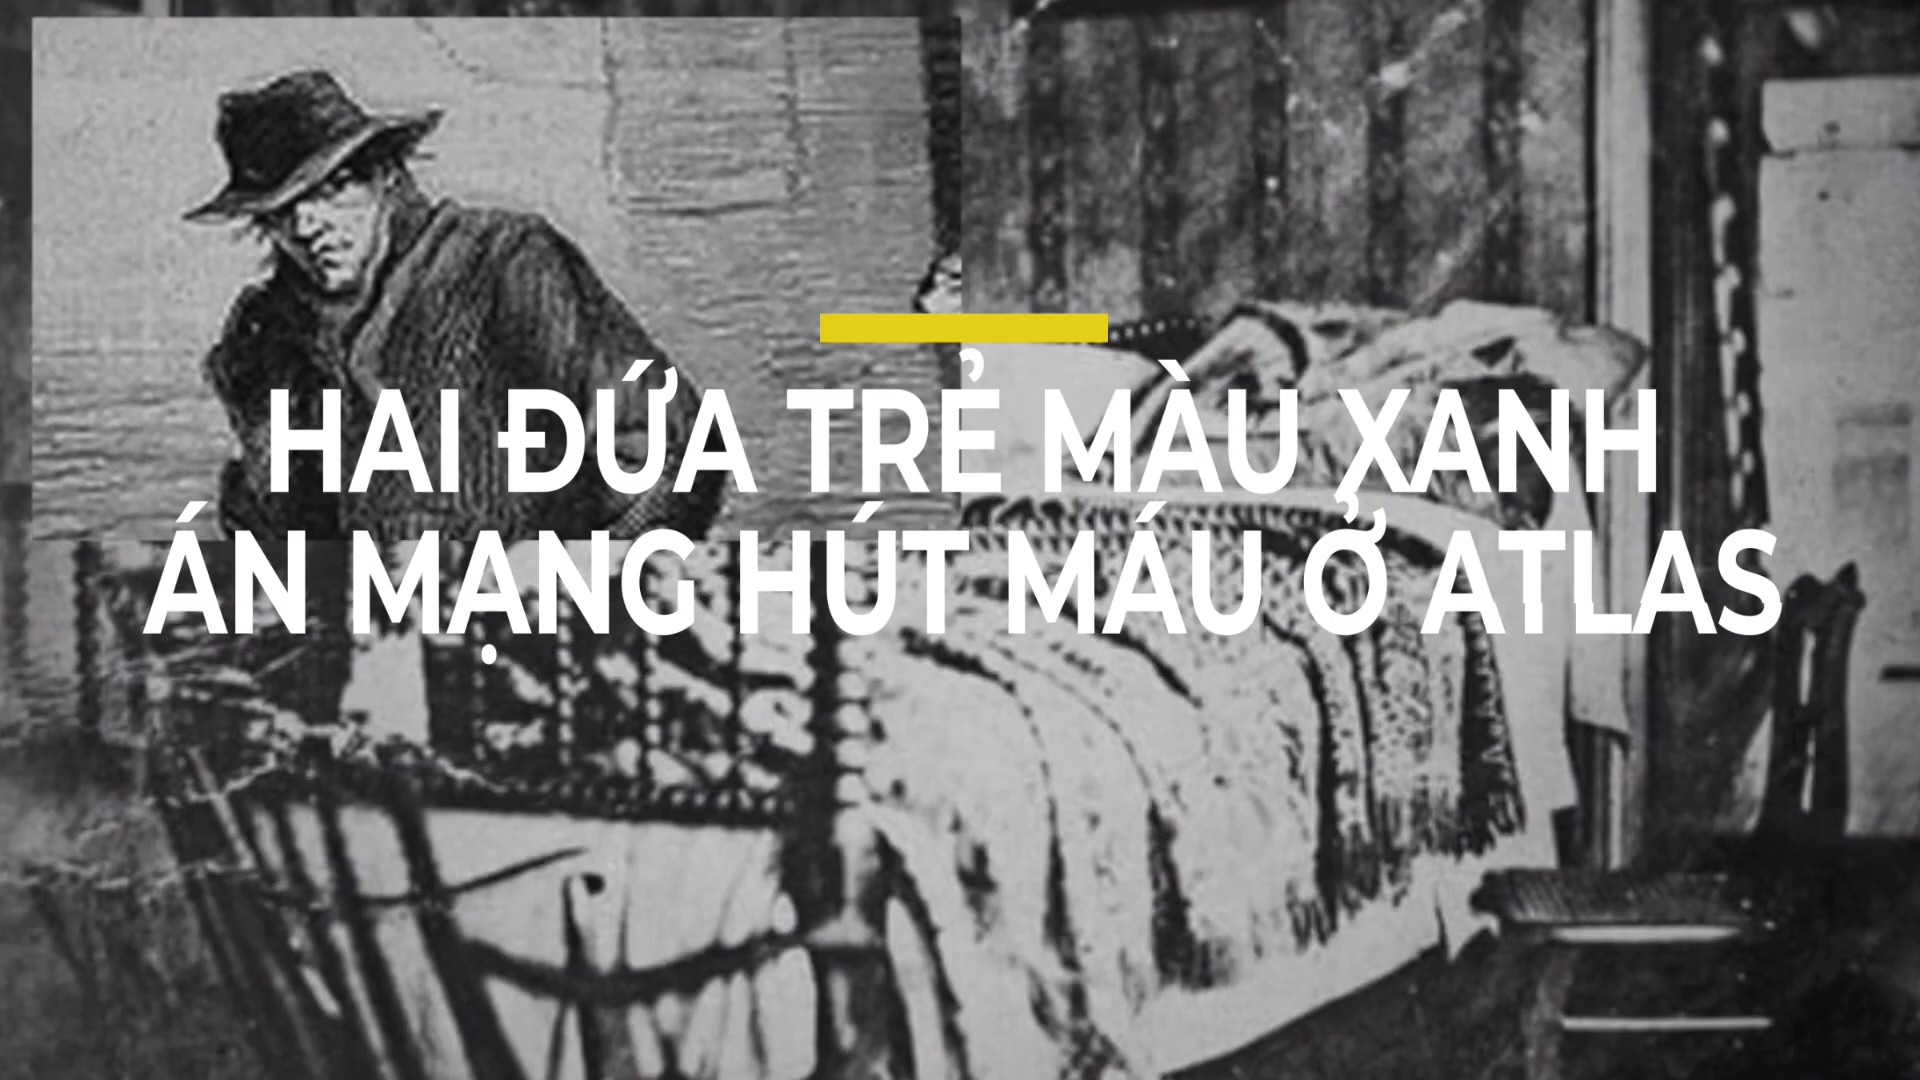 HAI ĐỨA TRẺ MÀU XANH
ÁN MẠNG HÚT MÁU Ở ATLAS